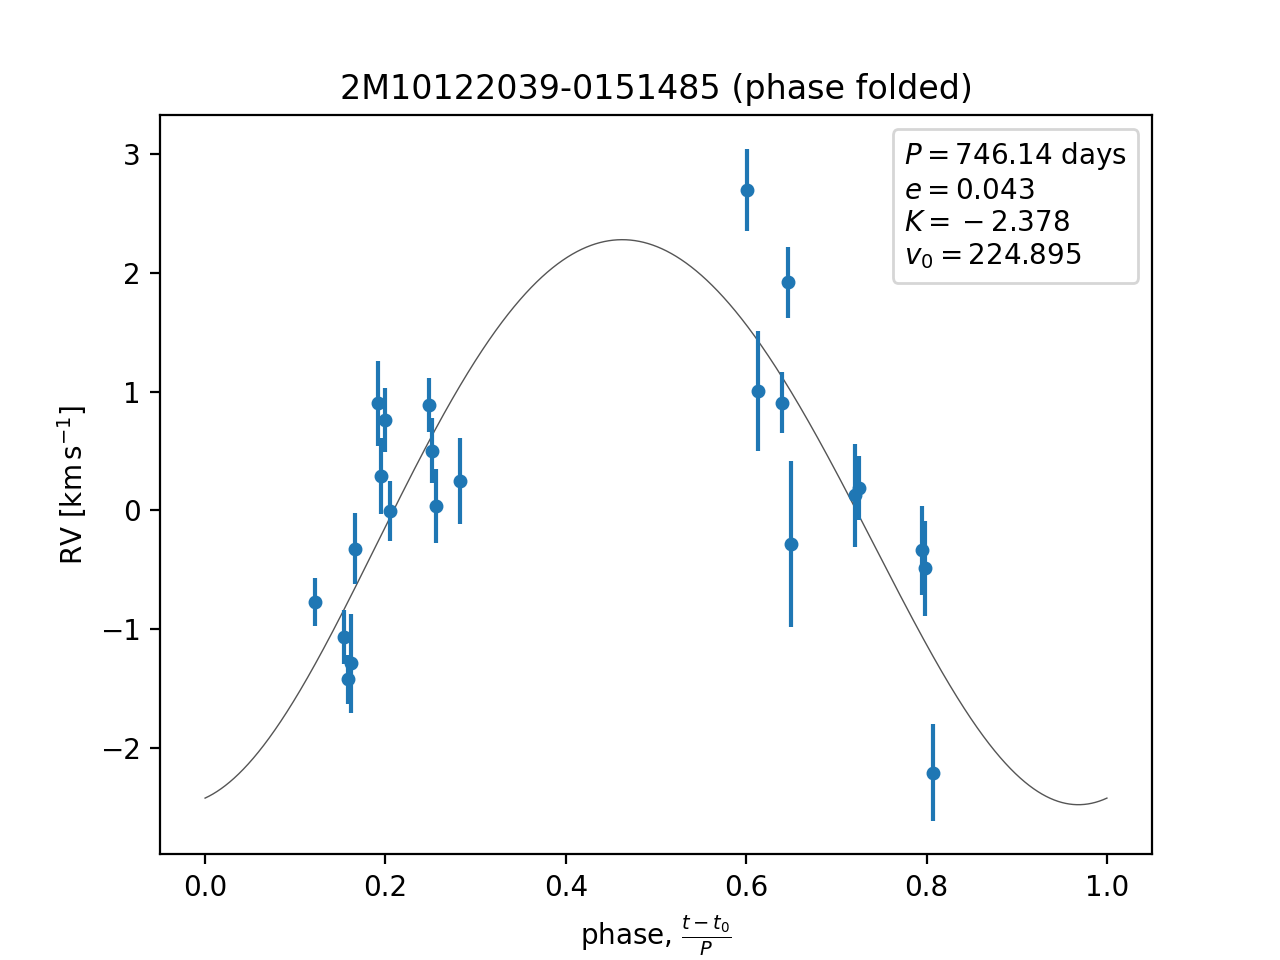 2M10122039-0151485 (phase folded)
P = 746.14 days
e = 0.043
K = −2.378
v₀ = 224.895
3
2
1
0
−1
−2
RV [km s⁻¹]
0.0 0.2 0.4 0.6 0.8 1.0
phase, (t − t₀)/P